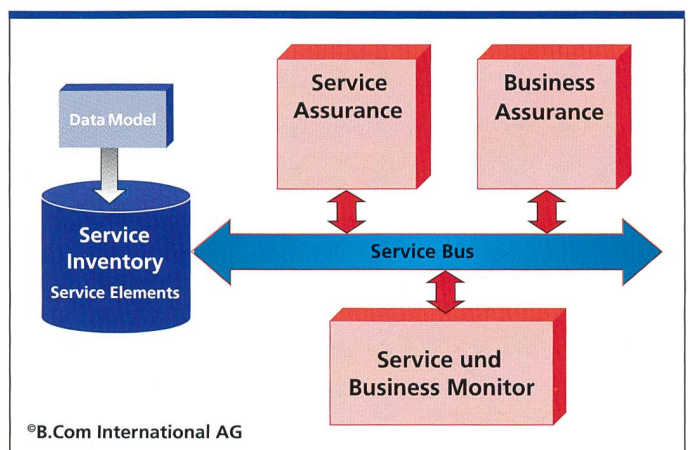 Data Model
Service
Inventory
Service Elements
Service
Assurance
Business
Assurance
Service Bus
Service und
Business Monitor
©B.Com International AG